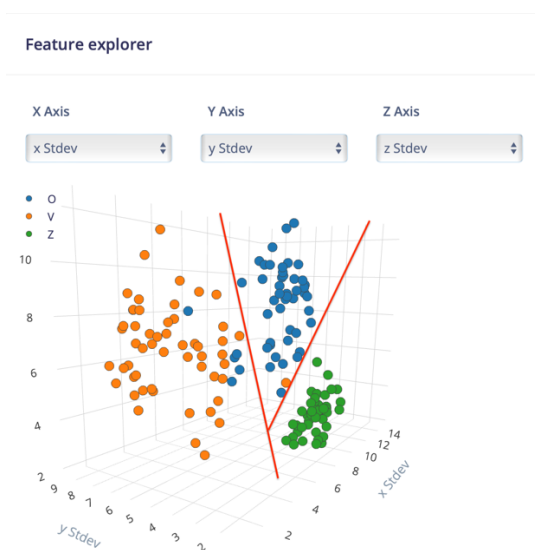 Feature explorer
X Axis Y Axis Z Axis
x Stdev y Stdev z Stdev
O
V
Z
10
8
6
4
2
9 8 7 6 5 4 3 2
y Stdev
2 4 6 8 10 12 14
x Stdev